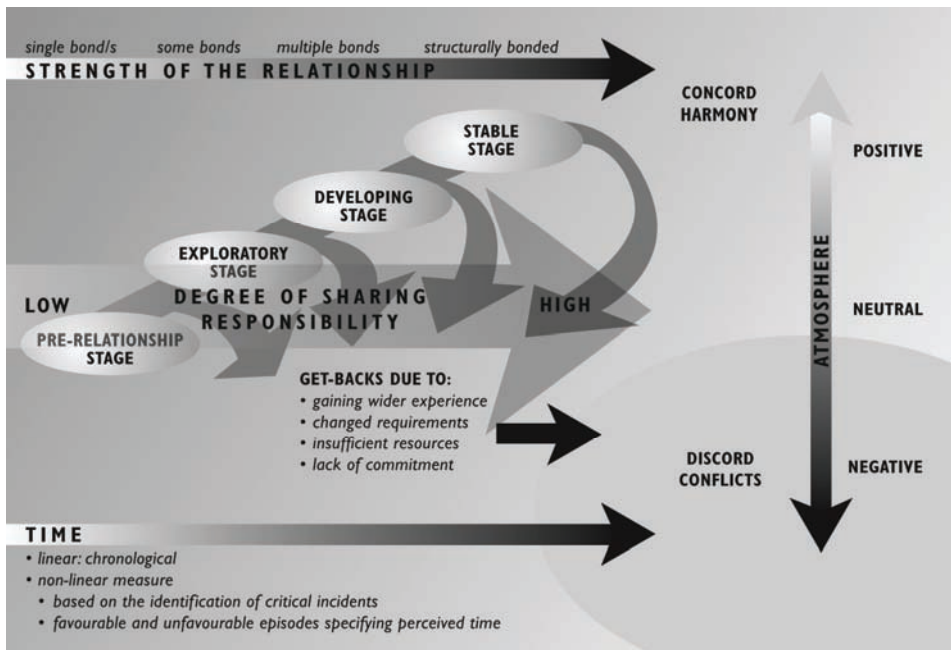 single bond/s some bonds multiple bonds structurally bonded
STRENGTH OF THE RELATIONSHIP
CONCORD
HARMONY
POSITIVE
STABLE
STAGE
DEVELOPING
STAGE
EXPLORATORY
STAGE
ATMOSPHERE
LOW
DEGREE OF SHARING
RESPONSIBILITY
HIGH
NEUTRAL
PRE-RELATIONSHIP
STAGE
GET-BACKS DUE TO:
• gaining wider experience
• changed requirements
• insufficient resources
• lack of commitment
DISCORD
CONFLICTS
NEGATIVE
TIME
• linear: chronological
• non-linear measure
• based on the identification of critical incidents
• favourable and unfavourable episodes specifying perceived time